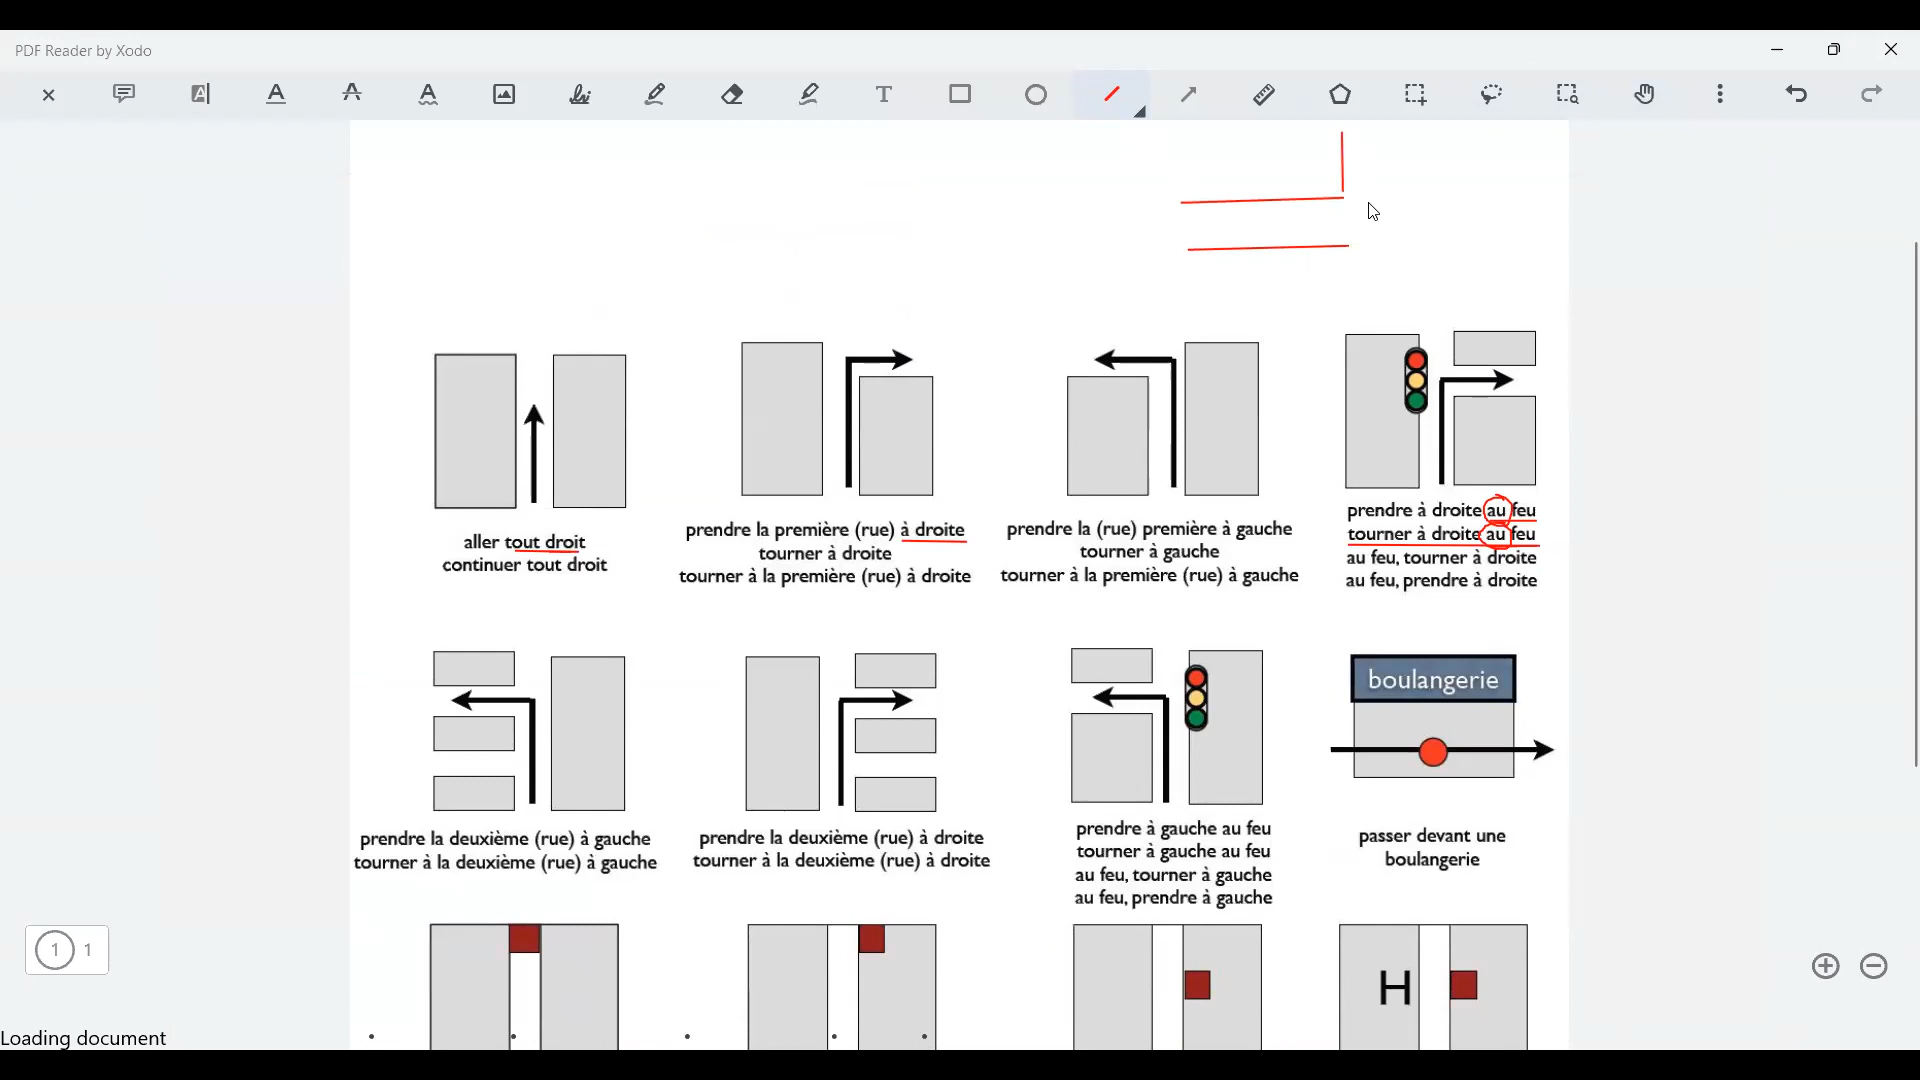 PDF Reader by Xodo
T
aller tout droit
continuer tout droit
prendre la première (rue) à droite
tourner à droite
tourner à la première (rue) à droite
prendre la (rue) première à gauche
tourner à gauche
tourner à la première (rue) à gauche
prendre à droite au feu
tourner à droite au feu
au feu, tourner à droite
au feu, prendre à droite
prendre la deuxième (rue) à gauche
tourner à la deuxième (rue) à gauche
prendre la deuxième (rue) à droite
tourner à la deuxième (rue) à droite
prendre à gauche au feu
tourner à gauche au feu
au feu, tourner à gauche
au feu, prendre à gauche
boulangerie
passer devant une
boulangerie
H
1 1
Loading document